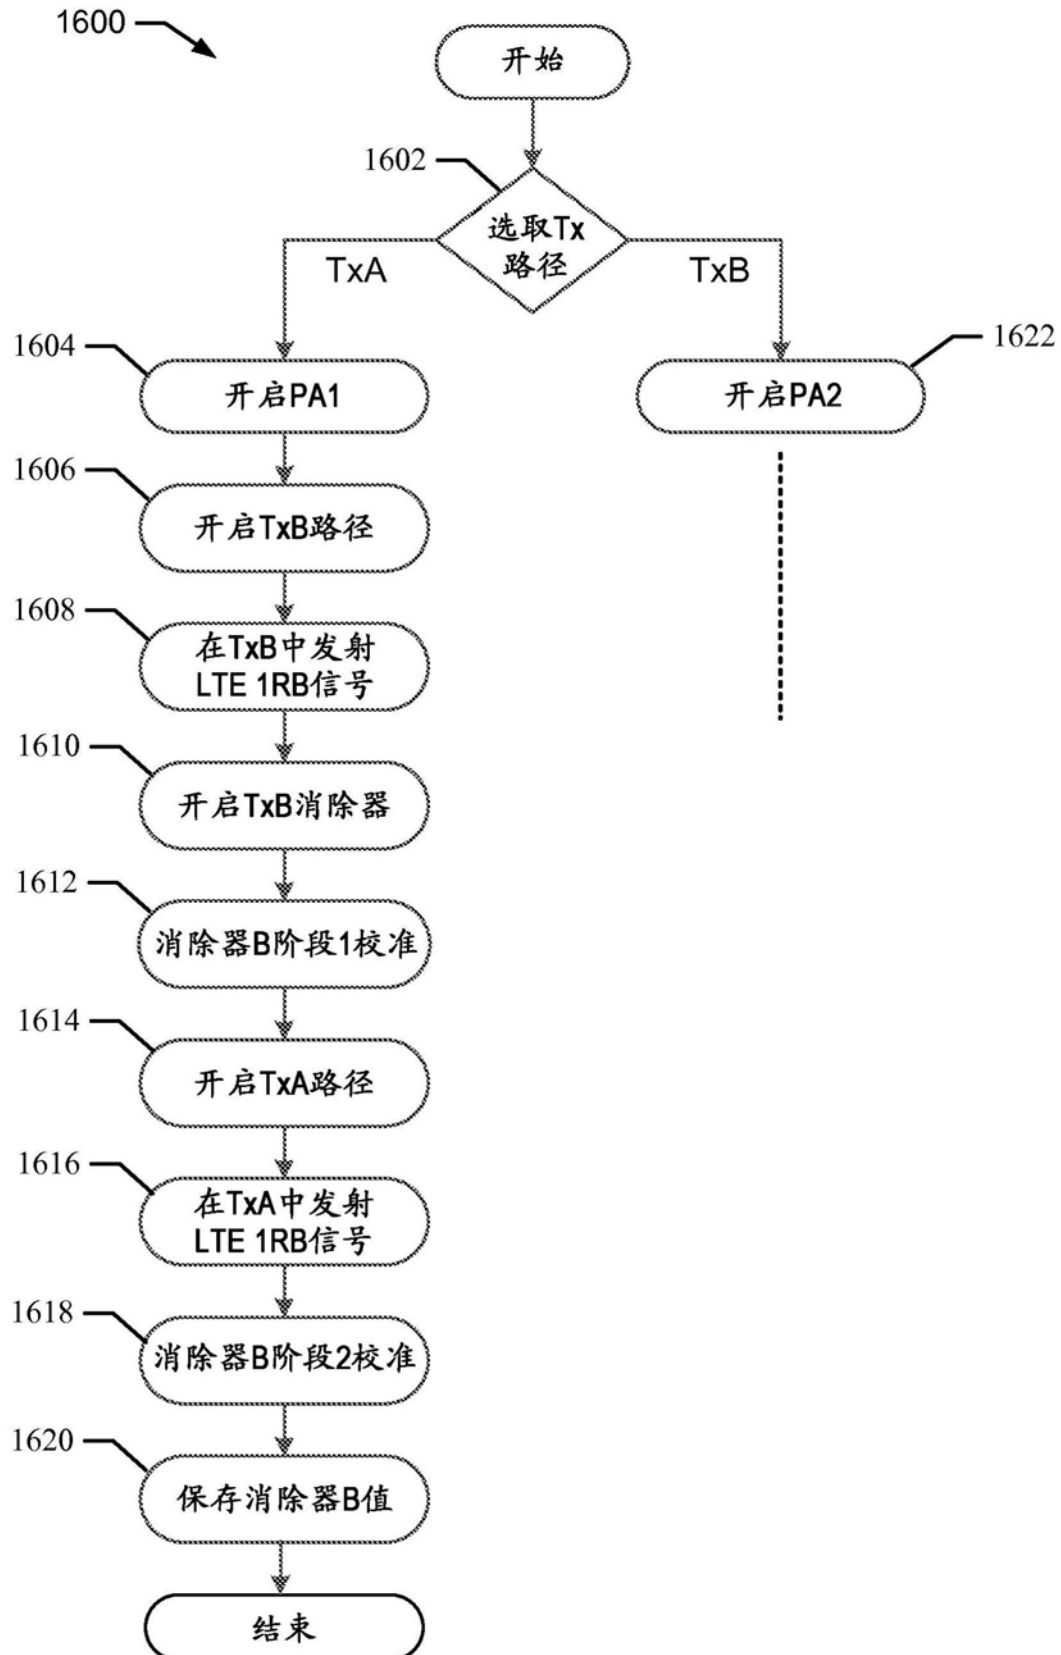 1600
开始
1602
选取Tx
路径
TxA
TxB
1604
开启PA1
1622
开启PA2
1606
开启TxB路径
1608
在TxB中发射
LTE 1RB信号
1610
开启TxB消除器
1612
消除器B阶段1校准
1614
开启TxA路径
1616
在TxA中发射
LTE 1RB信号
1618
消除器B阶段2校准
1620
保存消除器B值
结束